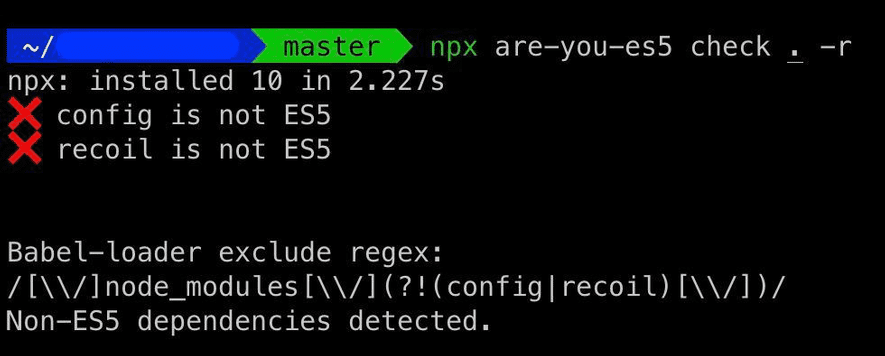 ~/ master npx are-you-es5 check . -r
npx: installed 10 in 2.227s
❌ config is not ES5
❌ recoil is not ES5
Babel-loader exclude regex:
/[\\/]node_modules[\\/](?!(config|recoil)[\\/])/
Non-ES5 dependencies detected.